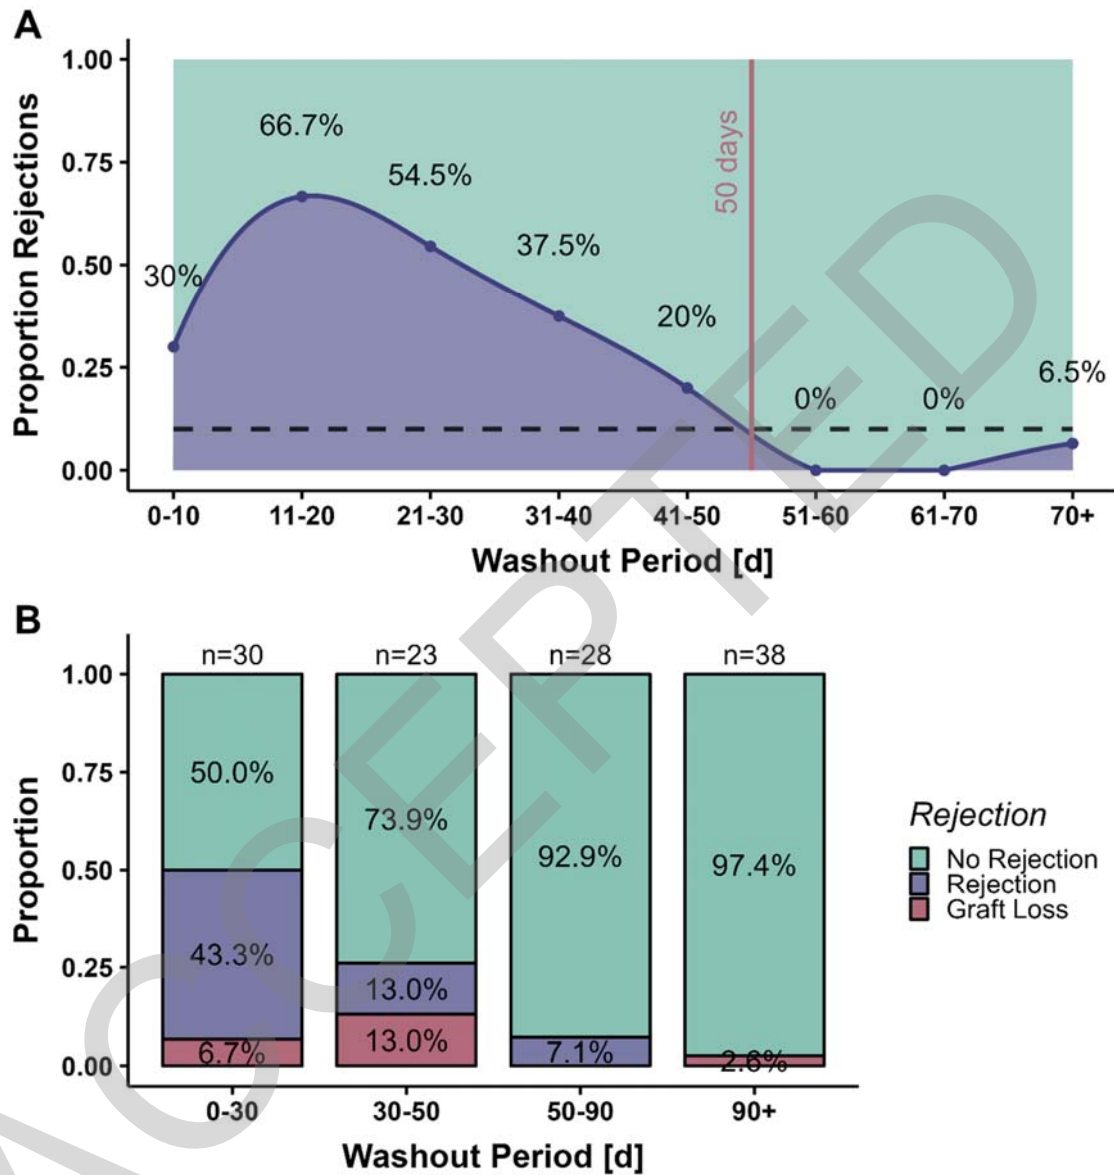 A
Proportion Rejections
1.00
0.75
0.50
0.25
0.00
30%
66.7%
54.5%
37.5%
20%
50 days
0%
0%
6.5%
0-10
11-20
21-30
31-40
41-50
51-60
61-70
70+
Washout Period [d]
B
Proportion
1.00
0.75
0.50
0.25
0.00
n=30
n=23
n=28
n=38
50.0%
43.3%
6.7%
73.9%
13.0%
13.0%
92.9%
7.1%
97.4%
2.6%
0-30
30-50
50-90
90+
Washout Period [d]
Rejection
No Rejection
Rejection
Graft Loss
ACCEPTED